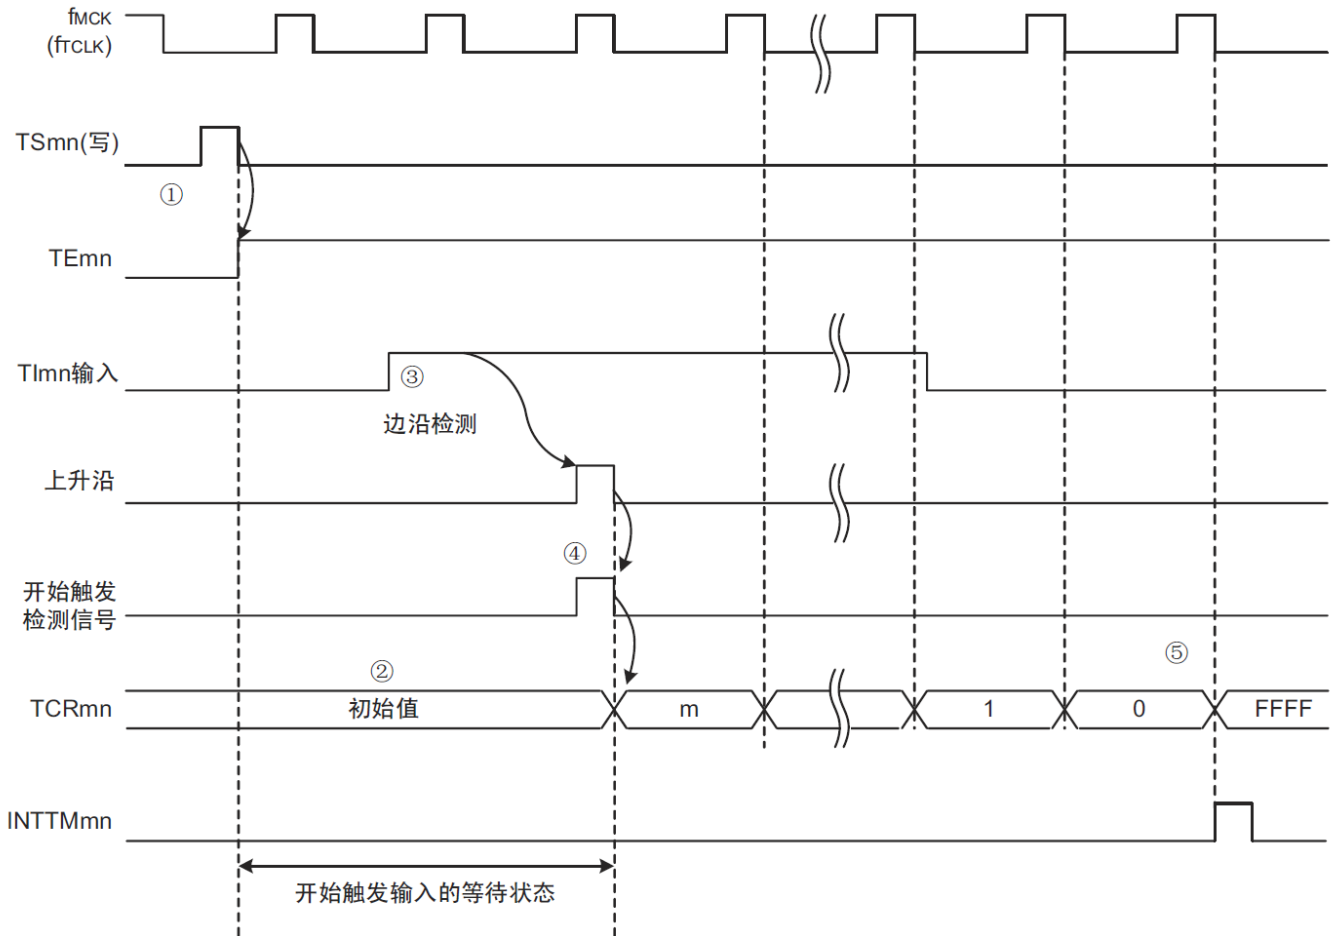 fMCK
(fTCLK)
TSmn(写)
①
TEmn
TImn输入
③
边沿检测
上升沿
④
开始触发
检测信号
②
⑤
TCRmn
初始值
m
1
0
FFFF
INTTMmn
开始触发输入的等待状态